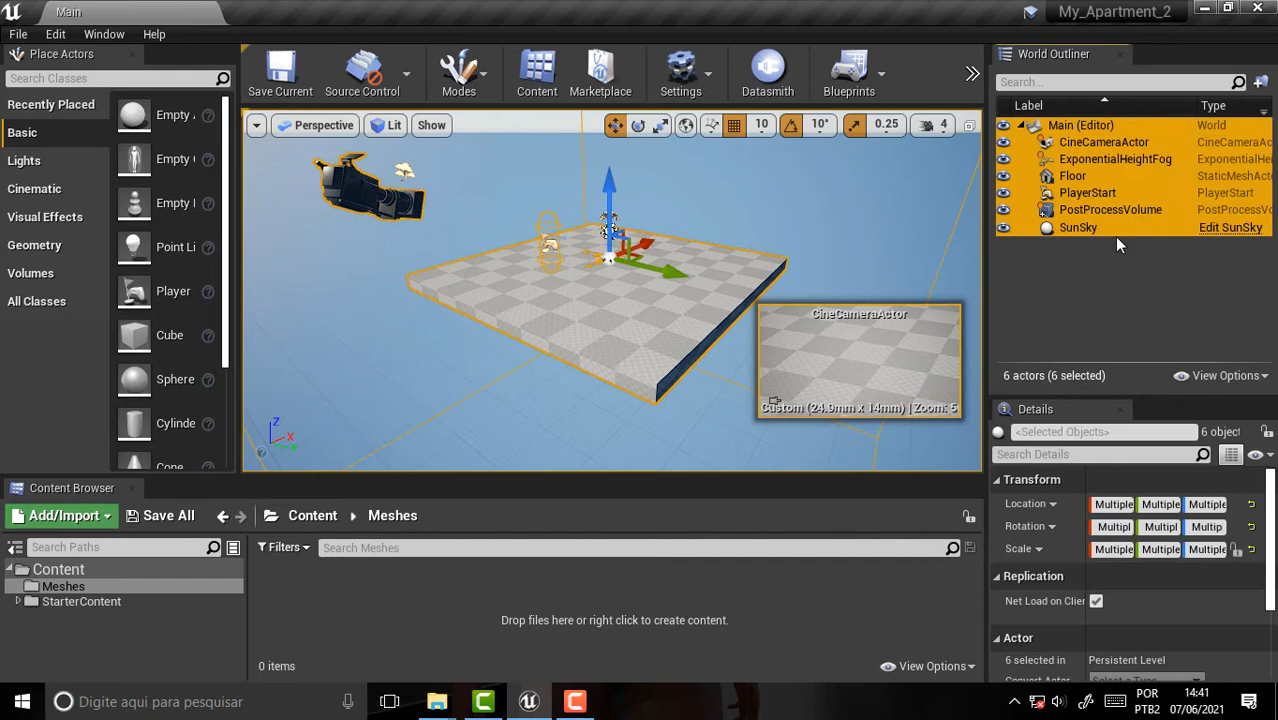 Main
My_Apartment_2
File Edit Window Help
Place Actors
Search Classes
Recently Placed
Basic
Lights
Cinematic
Visual Effects
Geometry
Volumes
All Classes
Empty
Empty
Empty
Point Li
Player
Cube
Sphere
Cylinde
Cone
Save Current
Source Control
Modes
Content
Marketplace
Settings
Datasmith
Blueprints
Perspective
Lit
Show
10
10°
0.25
4
CineCameraActor
Custom (24.9mm x 14mm) | Zoom: 5
Z
X
Y
World Outliner
Search...
Label Type
Main (Editor) World
CineCameraActor CineCameraAc
ExponentialHeightFog ExponentialHei
Floor StaticMeshAc
PlayerStart PlayerStart
PostProcessVolume PostProcessVo
SunSky Edit SunSky
6 actors (6 selected)
View Options
Details
<Selected Objects>
6 object
Search Details
Transform
Location Multiple Multiple Multiple
Rotation Multipl Multipl Multip
Scale Multiple Multiple Multiple
Replication
Net Load on Clien
Actor
6 selected in Persistent Level
Convert Actor Select a Type
Content Browser
Add/Import
Save All
Content
Meshes
Search Paths
Filters
Search Meshes
Content
Meshes
StarterContent
Drop files here or right click to create content.
0 items
View Options
Digite aqui para pesquisar
POR
PTB2
14:41
07/06/2021